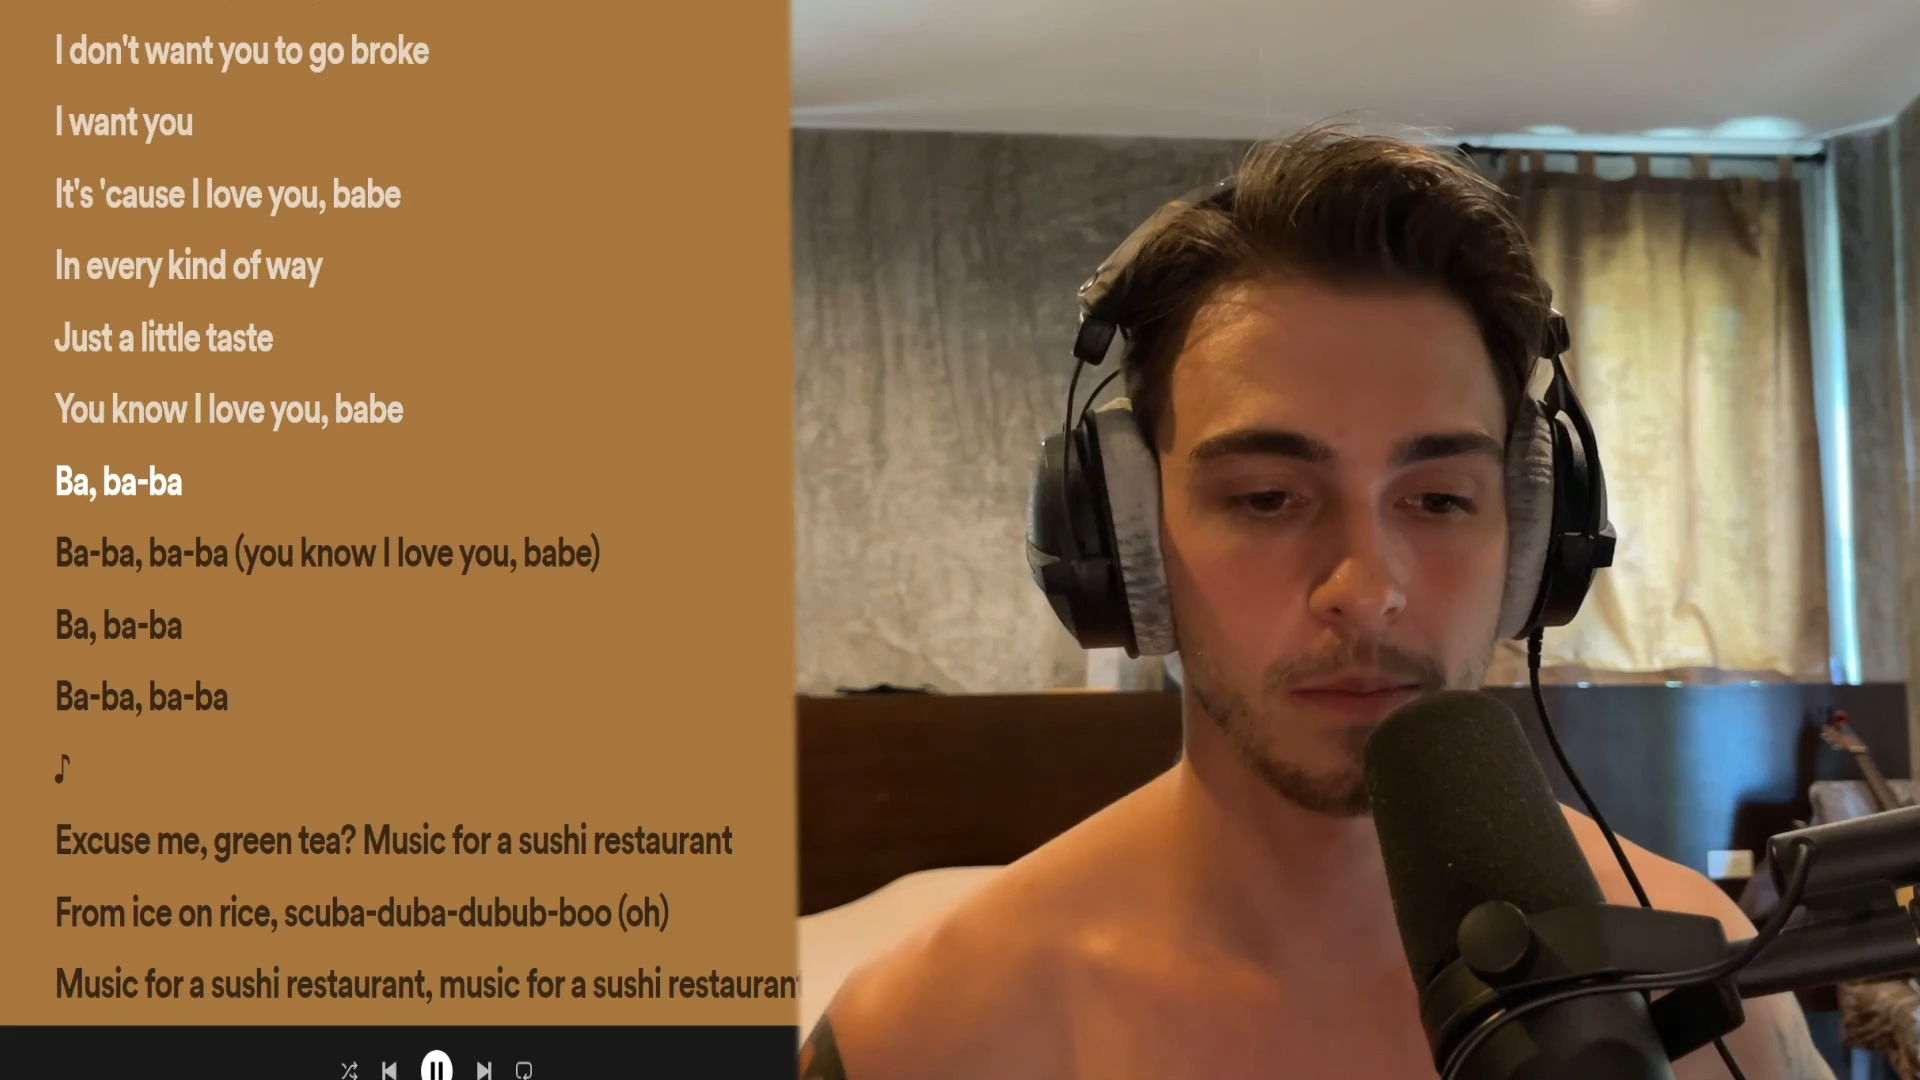 I don't want you to go broke
I want you
It's 'cause I love you, babe
In every kind of way
Just a little taste
You know I love you, babe
Ba, ba-ba
Ba-ba, ba-ba (you know I love you, babe)
Ba, ba-ba
Ba-ba, ba-ba
♪
Excuse me, green tea? Music for a sushi restaurant
From ice on rice, scuba-duba-dubub-boo (oh)
Music for a sushi restaurant, music for a sushi restaurant